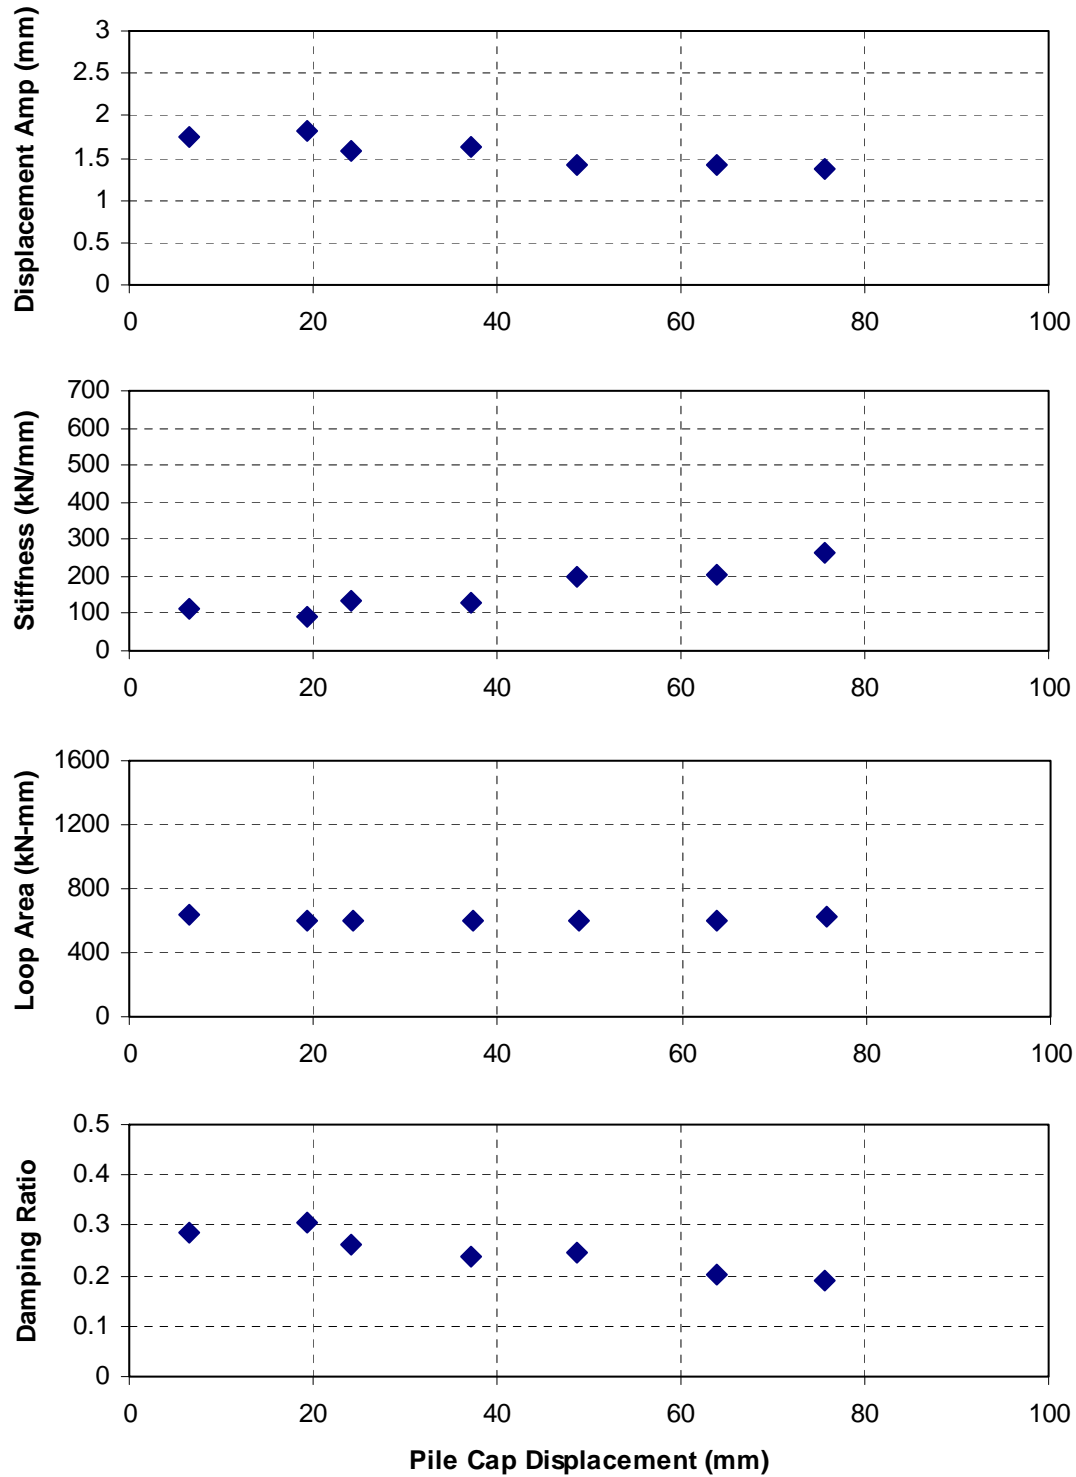 Displacement Amp (mm)
3
2.5
2
1.5
1
0.5
0
0 20 40 60 80 100
Stiffness (kN/mm)
700
600
500
400
300
200
100
0
0 20 40 60 80 100
Loop Area (kN-mm)
1600
1200
800
400
0
0 20 40 60 80 100
Damping Ratio
0.5
0.4
0.3
0.2
0.1
0
0 20 40 60 80 100
Pile Cap Displacement (mm)